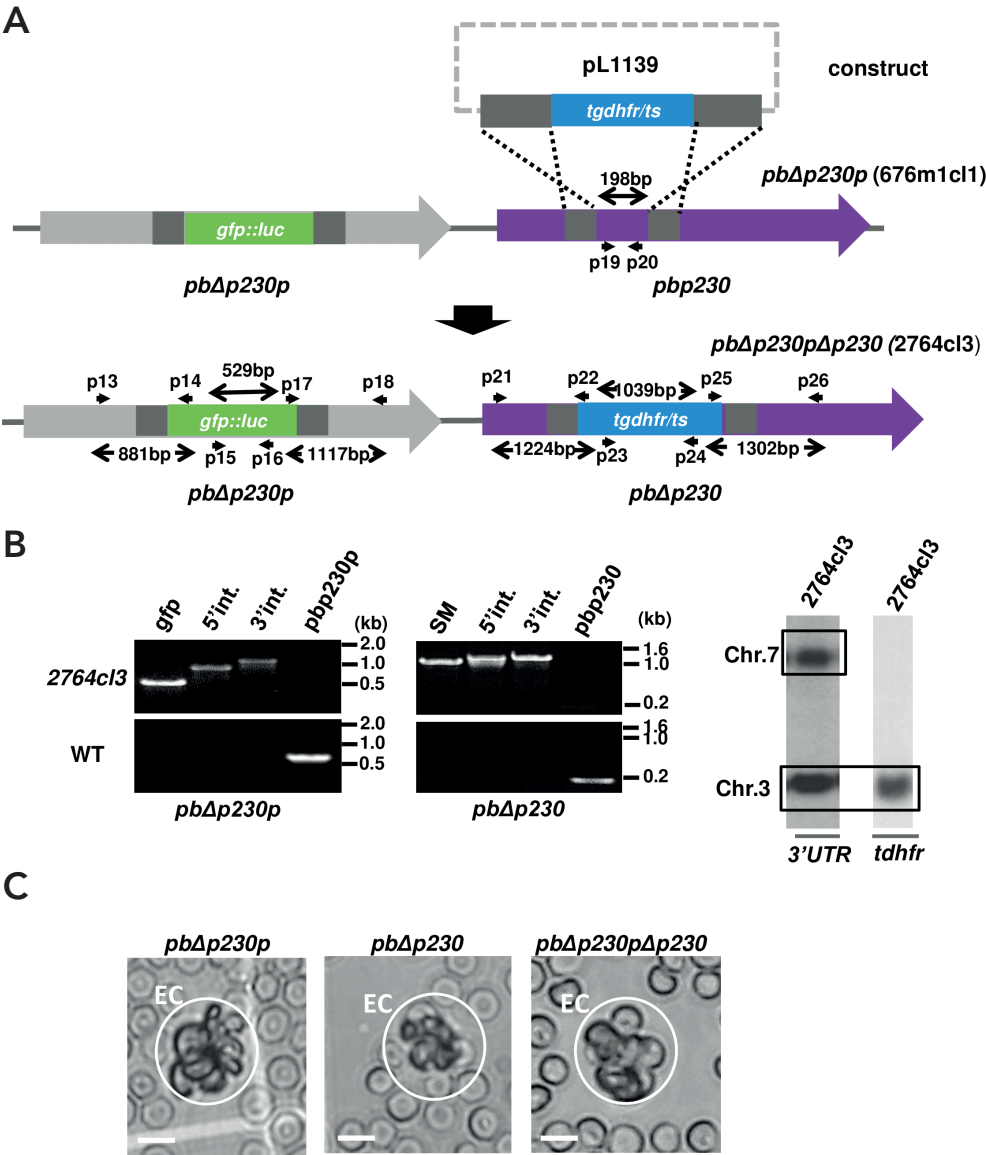 A
pL1139
construct
tgdhfr/ts
198bp
pbΔp230p (676m1cl1)
gfp::luc
p19 p20
pbΔp230p
pbp230
pbΔp230pΔp230 (2764cl3)
p13 p14 529bp p17 p18 p21 p22 1039bp p25 p26
gfp::luc
tgdhfr/ts
881bp p15 p16 1117bp 1224bp p23 p24 1302bp
pbΔp230p
pbΔp230
B
gfp 5'int. 3'int. pbp230p (kb)
SM 5'int. 3'int. pbp230 (kb)
2764cl3 2764cl3
2764cl3
2.0
1.0
0.5
1.6
1.0
0.2
Chr.7
WT
2.0
1.0
0.5
1.6
1.0
0.2
Chr.3
pbΔp230p
pbΔp230
3'UTR tdhfr
C
pbΔp230p pbΔp230 pbΔp230pΔp230
EC EC EC